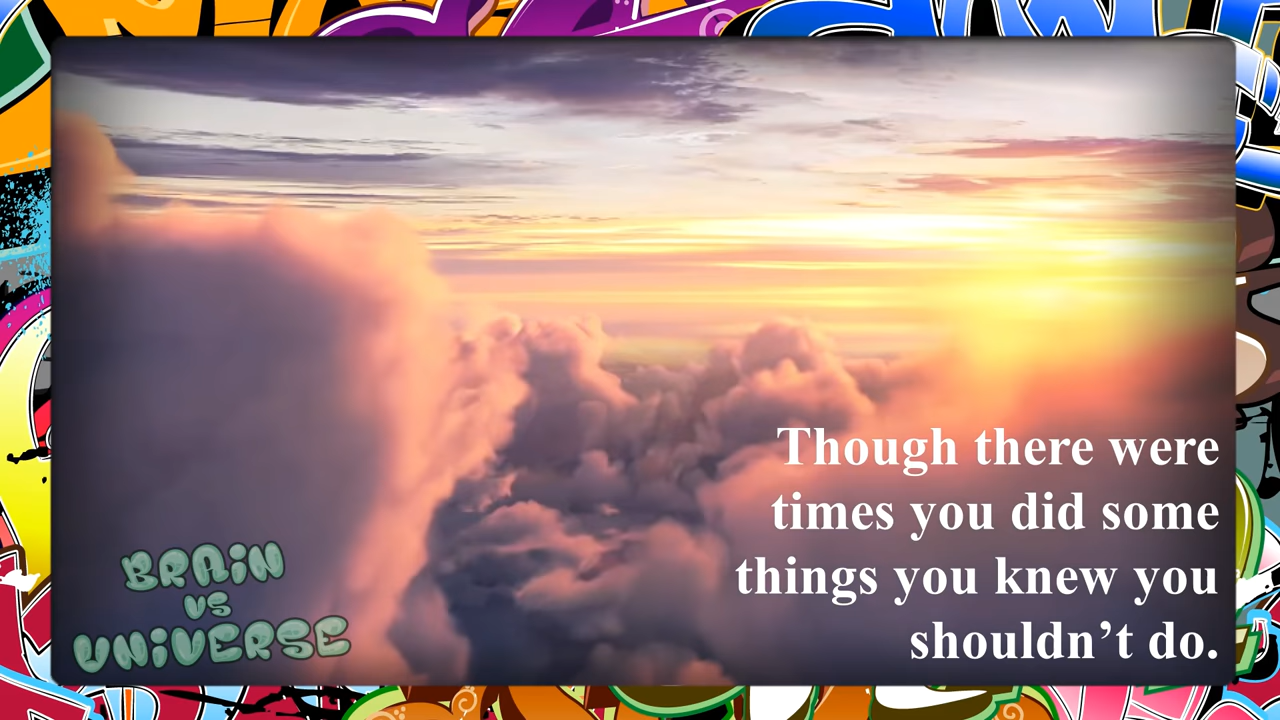 Though there were
times you did some
things you knew you
shouldn’t do.
BRAiN
VS
UNiVERSE